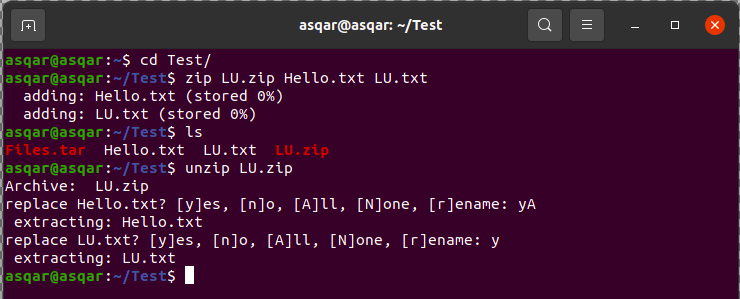 asqar@asqar: ~/Test
asqar@asqar:~$ cd Test/
asqar@asqar:~/Test$ zip LU.zip Hello.txt LU.txt
  adding: Hello.txt (stored 0%)
  adding: LU.txt (stored 0%)
asqar@asqar:~/Test$ ls
Files.tar  Hello.txt  LU.txt  LU.zip
asqar@asqar:~/Test$ unzip LU.zip
Archive:  LU.zip
replace Hello.txt? [y]es, [n]o, [A]ll, [N]one, [r]ename: yA
 extracting: Hello.txt
replace LU.txt? [y]es, [n]o, [A]ll, [N]one, [r]ename: y
 extracting: LU.txt
asqar@asqar:~/Test$